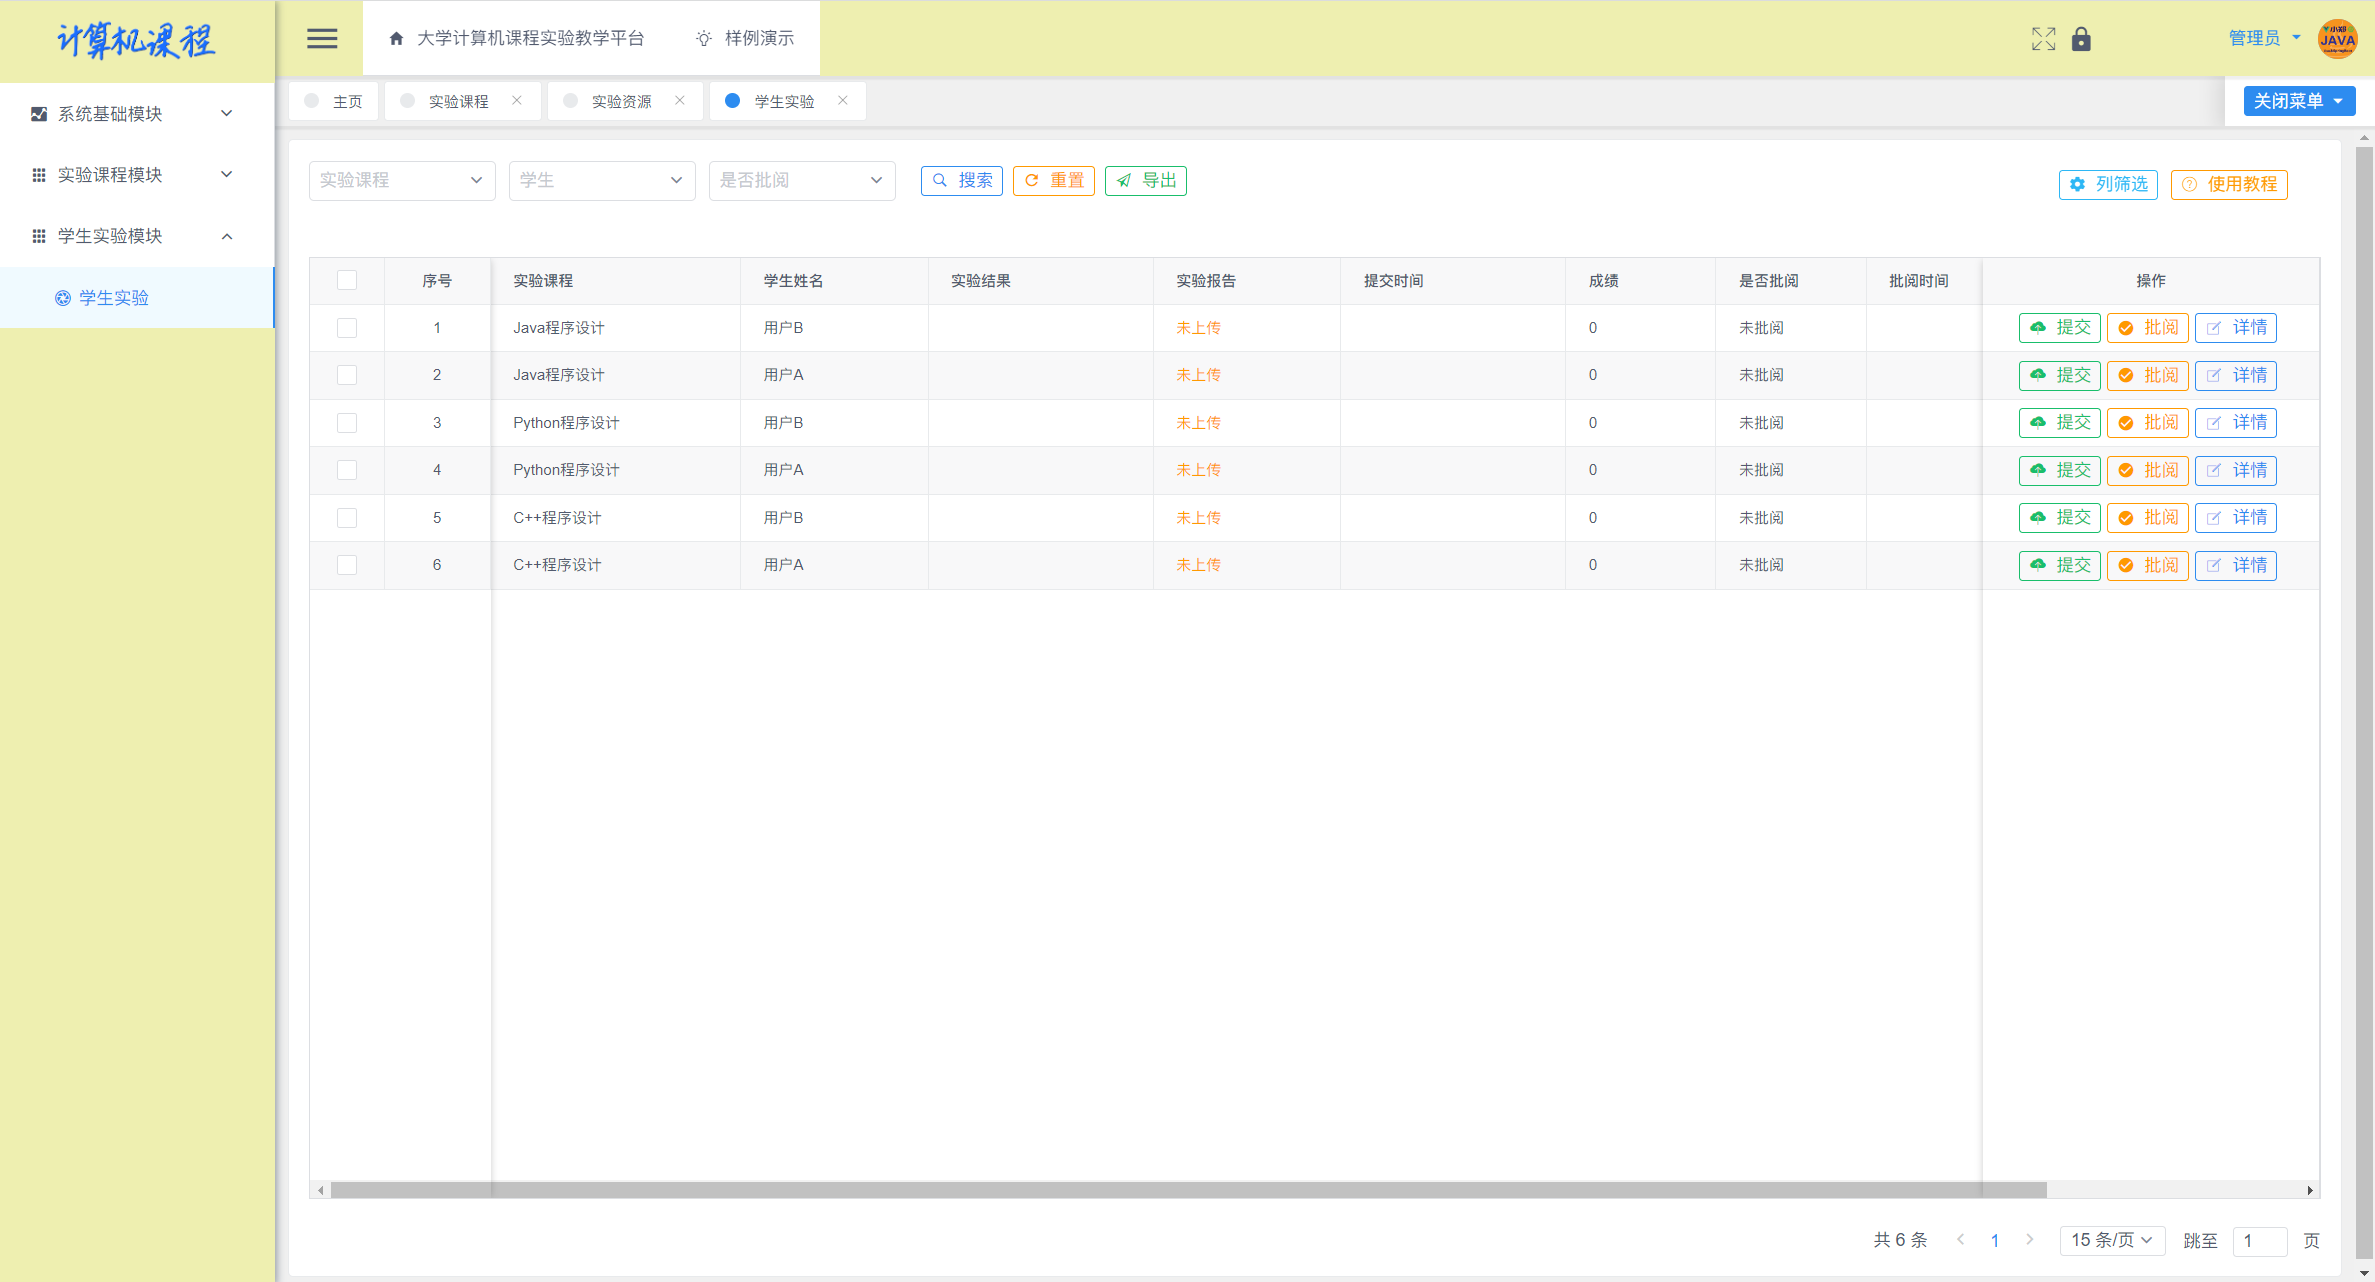 计算机课程
大学计算机课程实验教学平台 样例演示
管理员
小郑
JAVA
主页 实验课程 实验资源 学生实验
关闭菜单
系统基础模块
实验课程模块
学生实验模块
学生实验
实验课程 学生 是否批阅 搜索 重置 导出
列筛选 使用教程
序号 实验课程 学生姓名 实验结果 实验报告 提交时间 成绩 是否批阅 批阅时间 操作
1 Java程序设计 用户B 未上传 0 未批阅 提交 批阅 详情
2 Java程序设计 用户A 未上传 0 未批阅 提交 批阅 详情
3 Python程序设计 用户B 未上传 0 未批阅 提交 批阅 详情
4 Python程序设计 用户A 未上传 0 未批阅 提交 批阅 详情
5 C++程序设计 用户B 未上传 0 未批阅 提交 批阅 详情
6 C++程序设计 用户A 未上传 0 未批阅 提交 批阅 详情
共 6 条 1 15 条/页 跳至 1 页